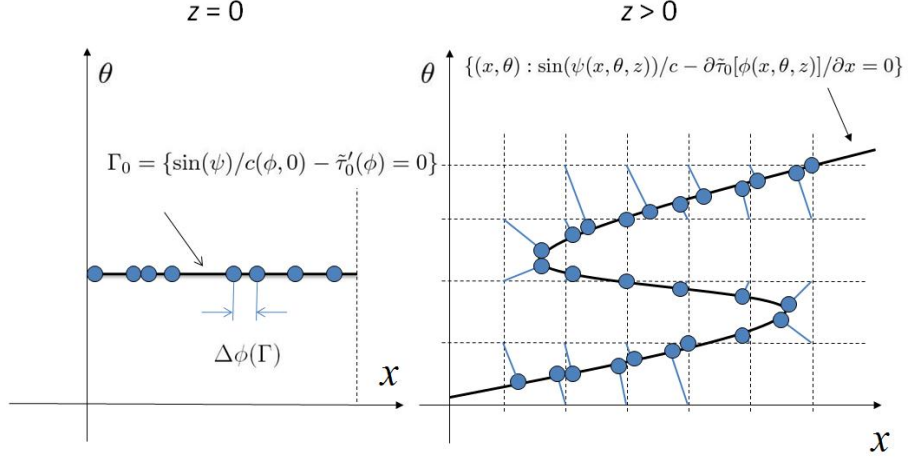 z = 0
z > 0
θ
θ
{(x, θ) : sin(ψ(x, θ, z))/c − ∂τ̃₀[ϕ(x, θ, z)]/∂x = 0}
Γ₀ = {sin(ψ)/c(ϕ, 0) − τ̃′₀(ϕ) = 0}
Δϕ(Γ)
x
x